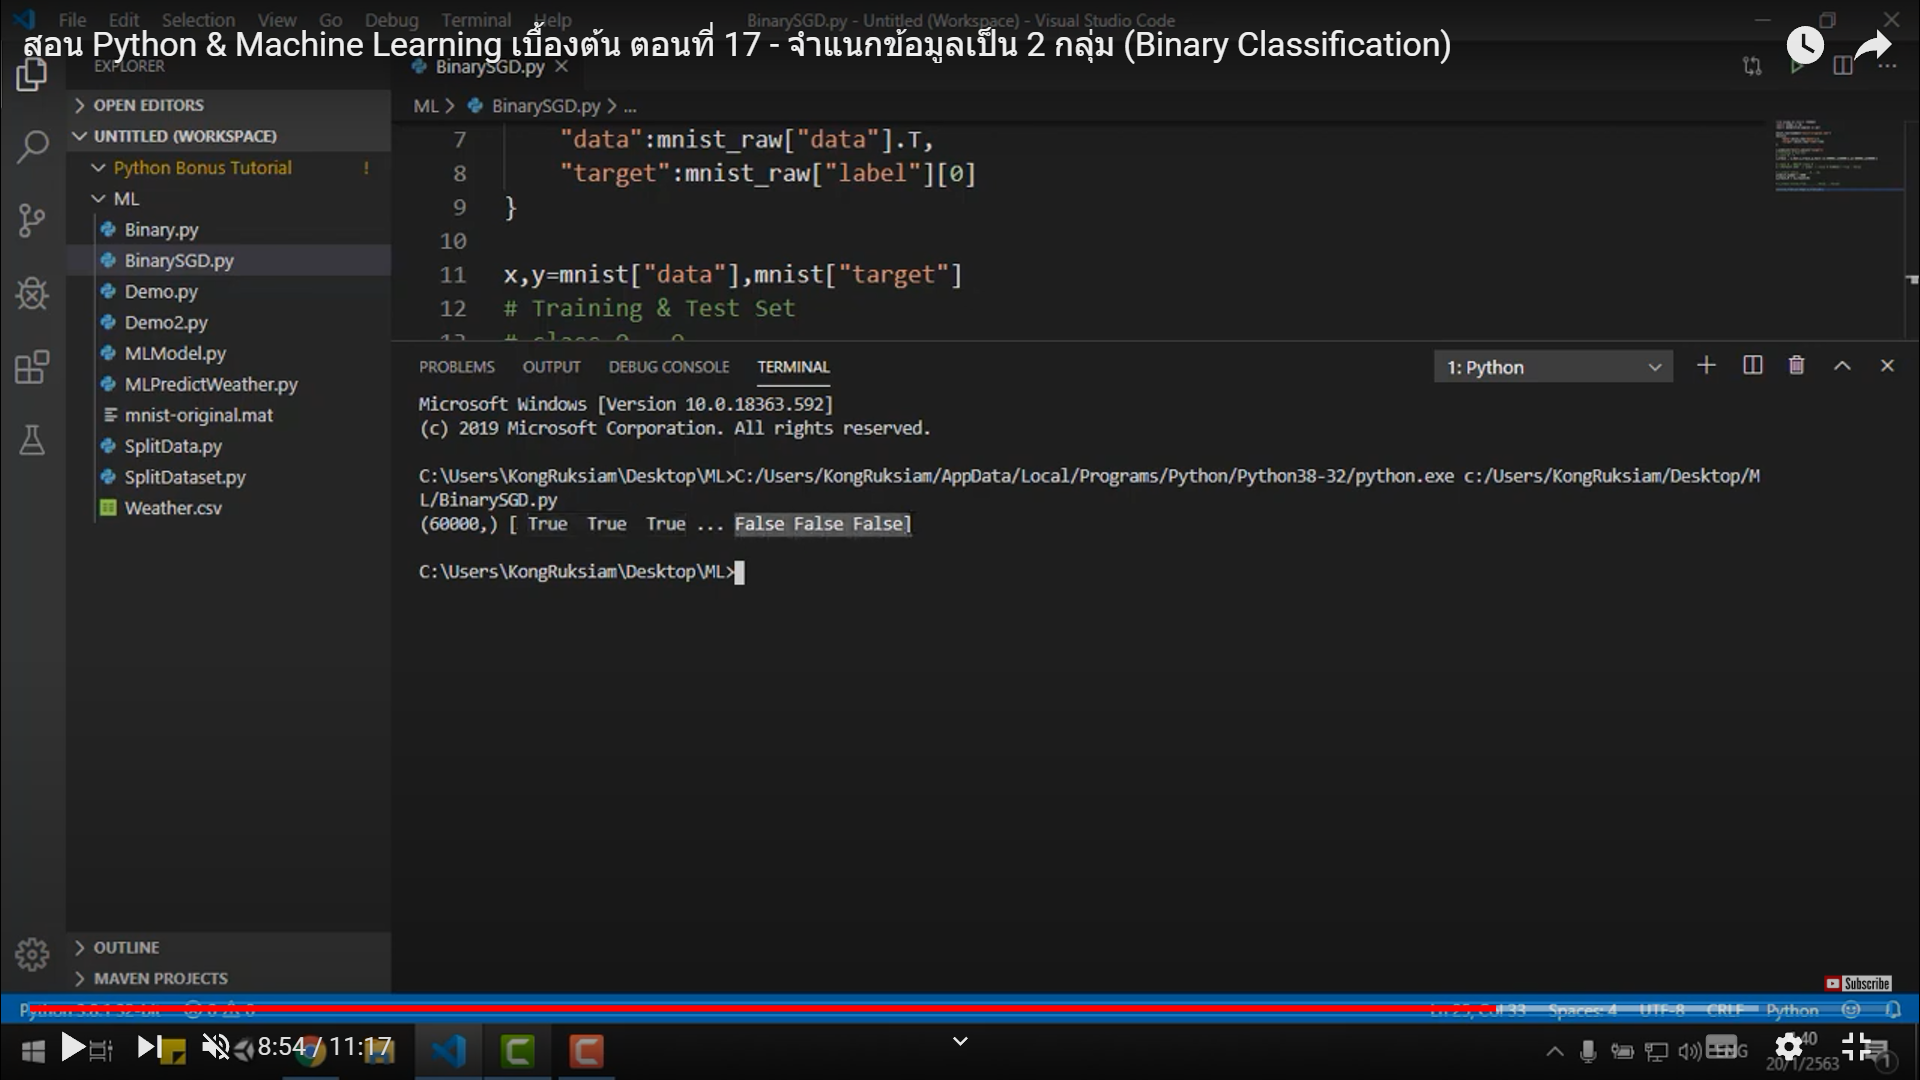 File Edit Selection View Go Debug Terminal Help
BinarySGD.py - Untitled (Workspace) - Visual Studio Code
สอน Python & Machine Learning เบื้องต้น ตอนที่ 17 - จำแนกข้อมูลเป็น 2 กลุ่ม (Binary Classification)
EXPLORER
BinarySGD.py
OPEN EDITORS
UNTITLED (WORKSPACE)
Python Bonus Tutorial !
ML
Binary.py
BinarySGD.py
Demo.py
Demo2.py
MLModel.py
MLPredictWeather.py
mnist-original.mat
SplitData.py
SplitDataset.py
Weather.csv
OUTLINE
MAVEN PROJECTS
ML > BinarySGD.py > ...
7 "data":mnist_raw["data"].T,
8 "target":mnist_raw["label"][0]
9 }
10
11 x,y=mnist["data"],mnist["target"]
12 # Training & Test Set
PROBLEMS OUTPUT DEBUG CONSOLE TERMINAL
1: Python
Microsoft Windows [Version 10.0.18363.592]
(c) 2019 Microsoft Corporation. All rights reserved.
C:\Users\KongRuksiam\Desktop\ML>C:/Users/KongRuksiam/AppData/Local/Programs/Python/Python38-32/python.exe c:/Users/KongRuksiam/Desktop/M
L/BinarySGD.py
(60000,) [ True True True ... False False False]
C:\Users\KongRuksiam\Desktop\ML>
Subscribe
Spaces: 4 UTF-8 CRLF Python
8:54 / 11:17
20/1/2563